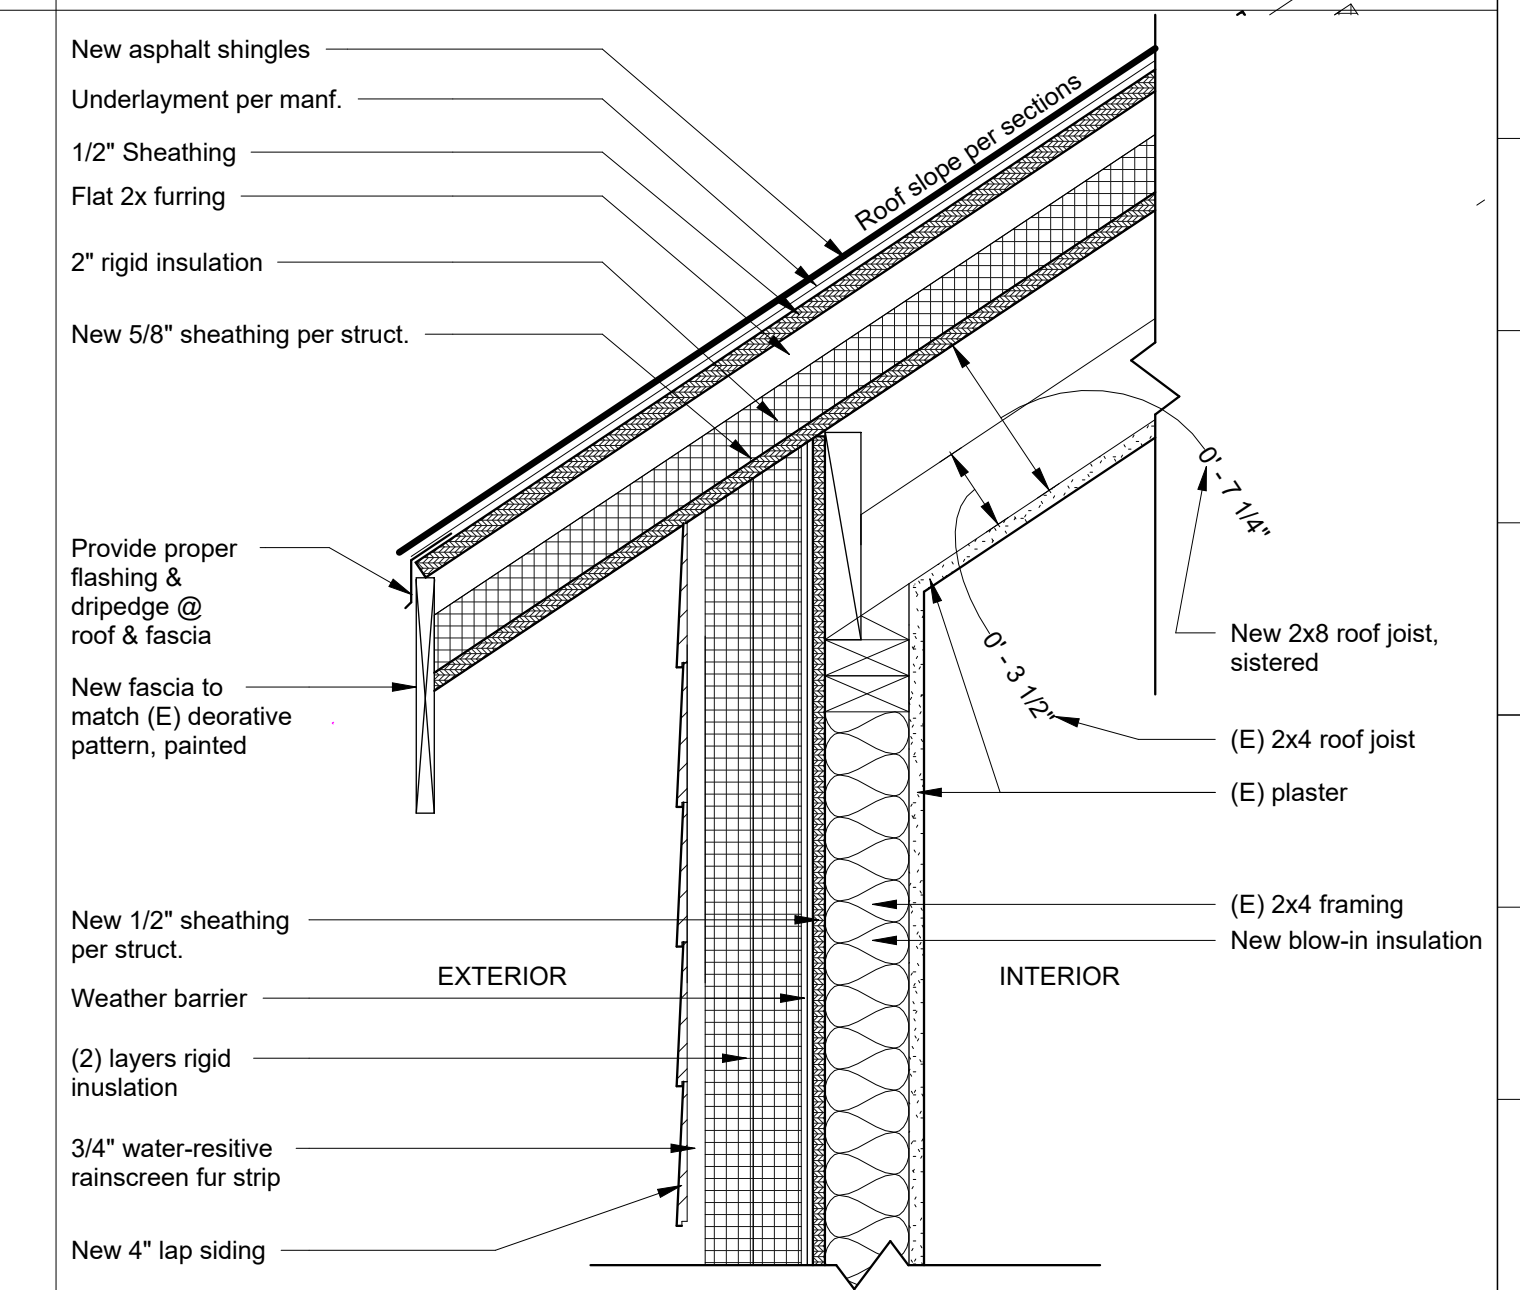 New asphalt shingles
Underlayment per manf.
1/2" Sheathing
Flat 2x furring
2" rigid insulation
New 5/8" sheathing per struct.
Roof slope per sections
Provide proper
flashing &
dripedge @
roof & fascia
New fascia to
match (E) deorative
pattern, painted
New 1/2" sheathing
per struct.
EXTERIOR
Weather barrier
(2) layers rigid
inuslation
3/4" water-resitive
rainscreen fur strip
New 4" lap siding
0' - 7 1/4"
0' - 3 1/2"
New 2x8 roof joist,
sistered
(E) 2x4 roof joist
(E) plaster
(E) 2x4 framing
New blow-in insulation
INTERIOR